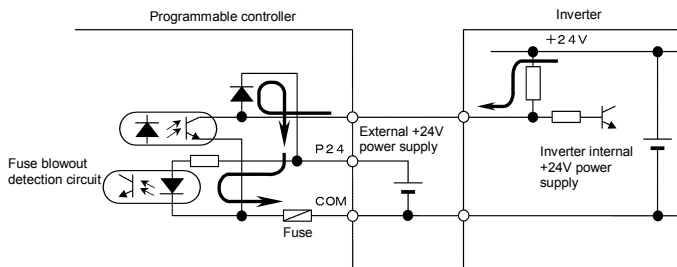 Programmable controller
Inverter
+24V
External +24V
power supply
P24
Fuse blowout
detection circuit
Inverter internal
+24V power
supply
COM
Fuse